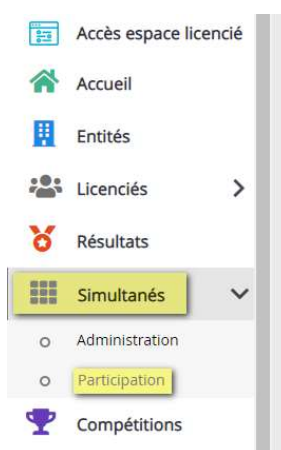 Accès espace licencié
Accueil
Entités
Licenciés
Résultats
Simultanés
Administration
Participation
Compétitions